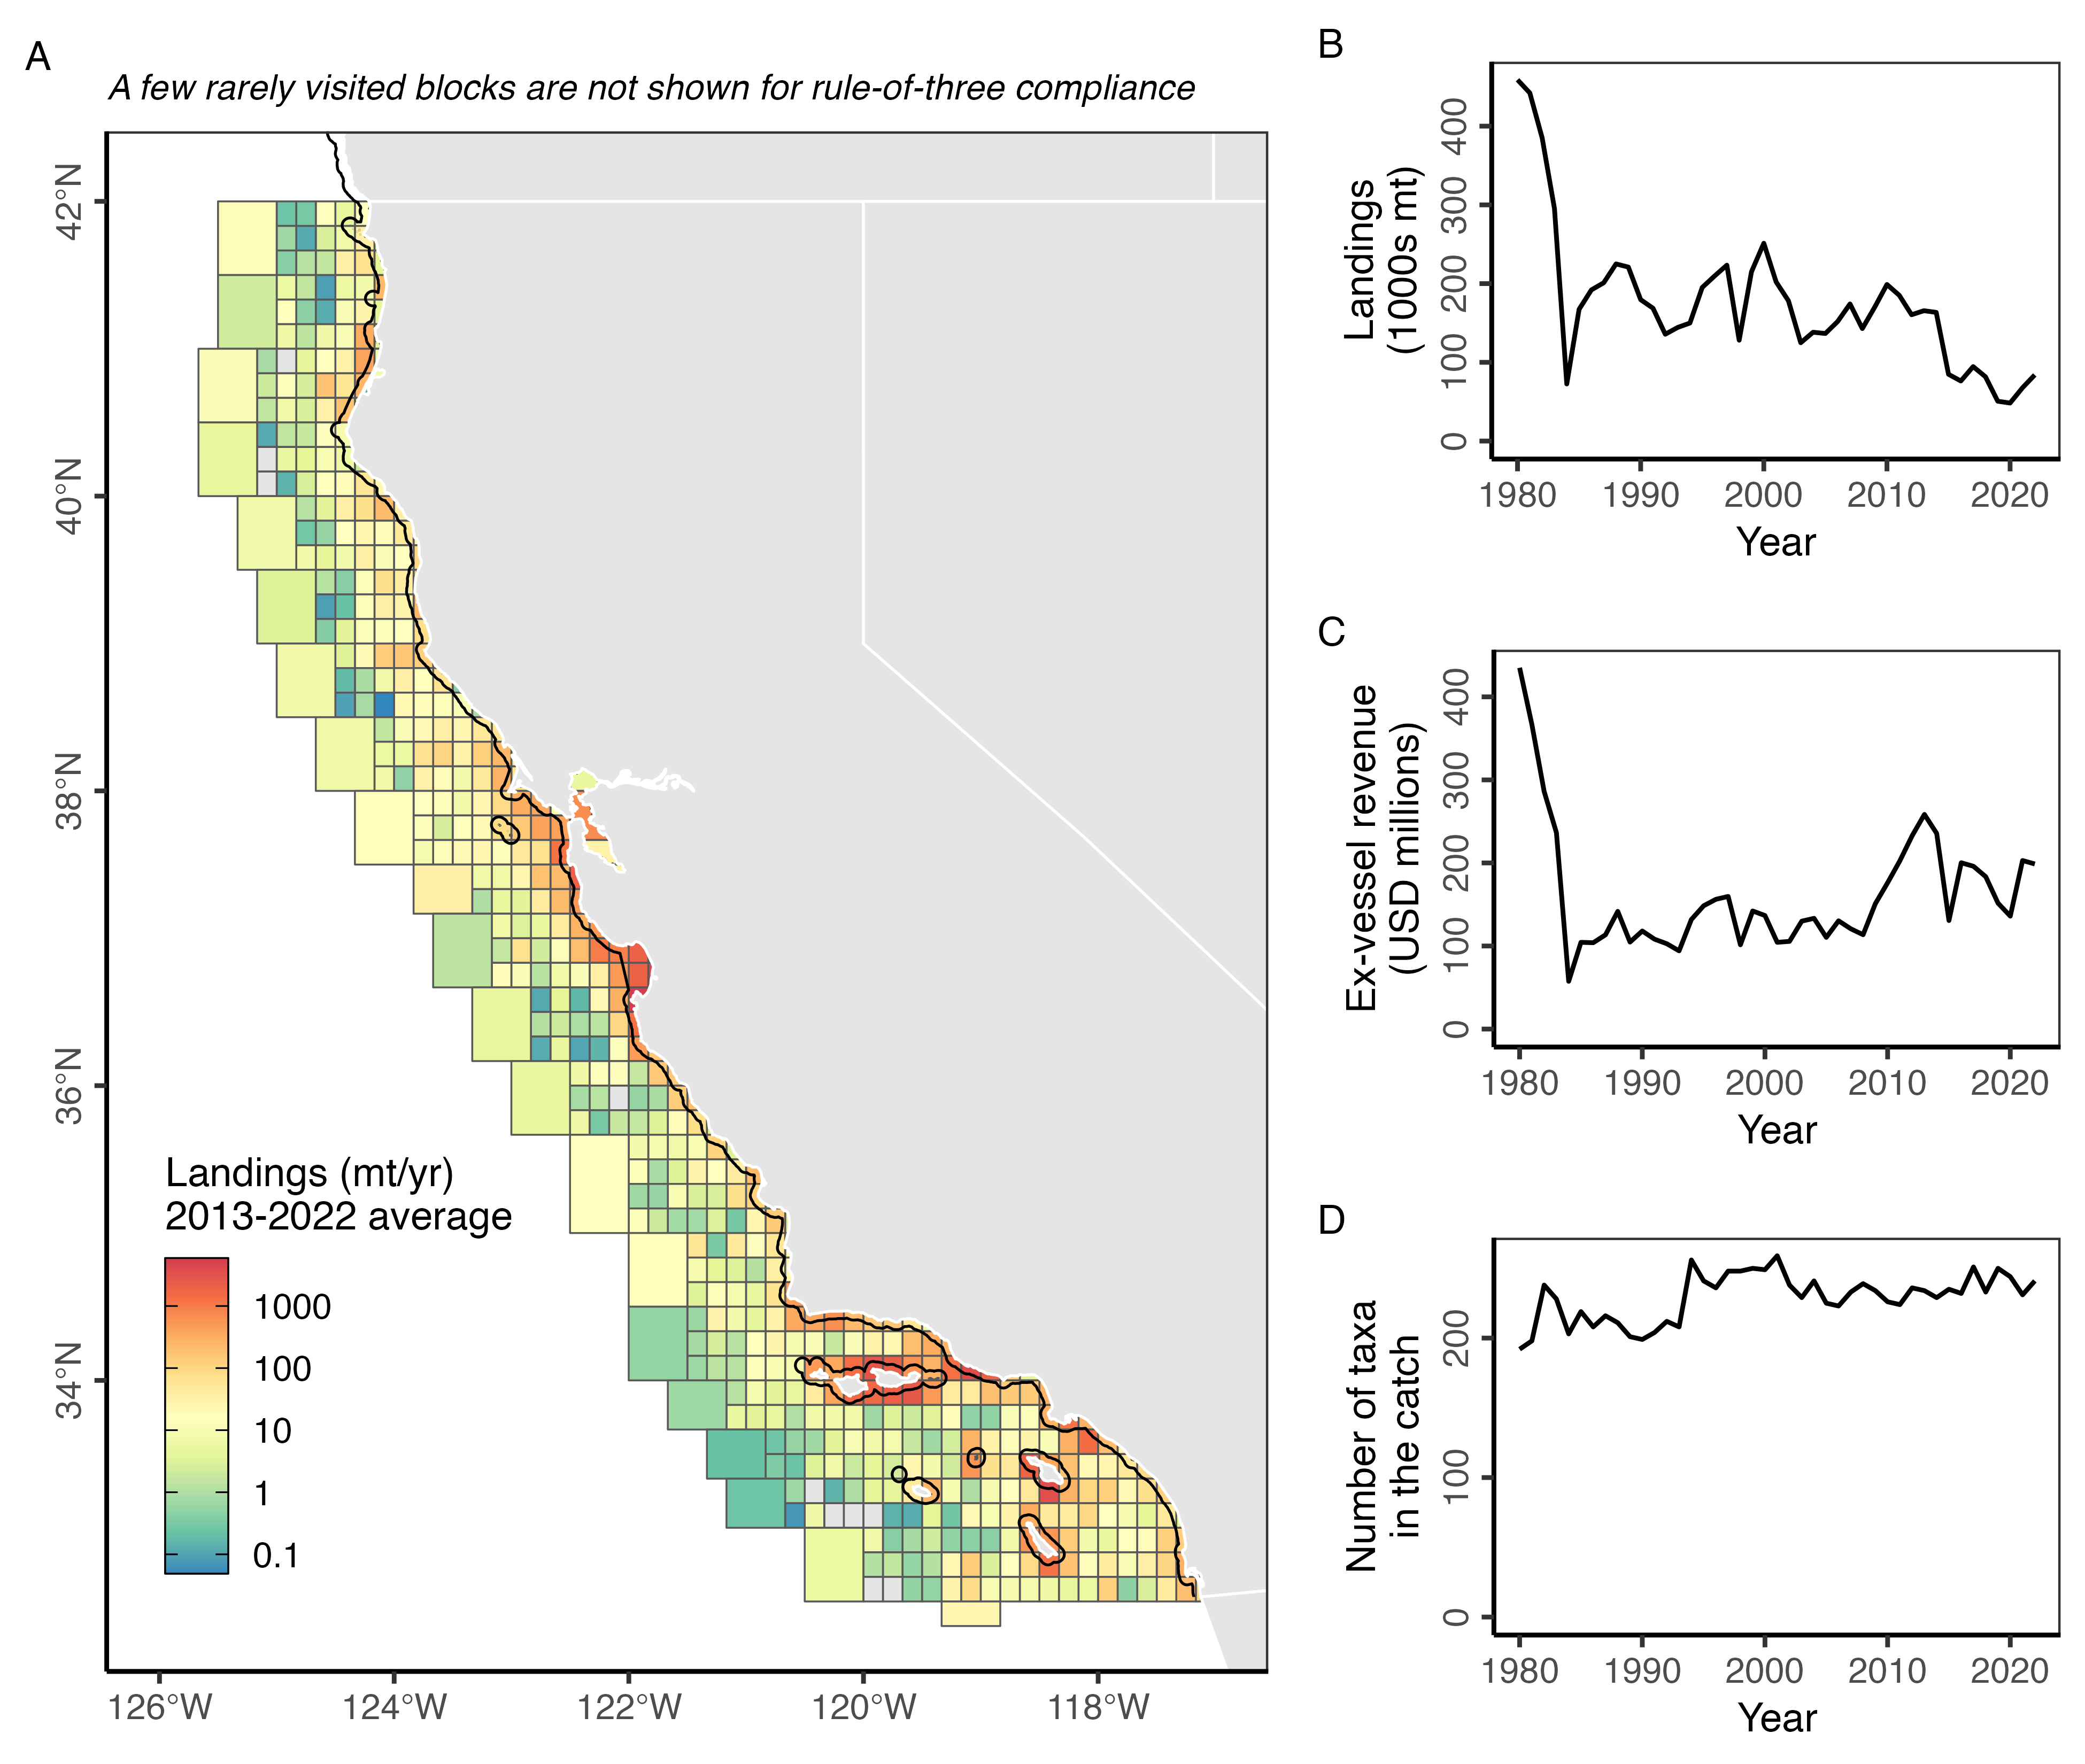 A
A few rarely visited blocks are not shown for rule-of-three compliance
42°N
40°N
38°N
36°N
34°N
126°W
124°W
122°W
120°W
118°W
Landings (mt/yr)
2013-2022 average
1000
100
10
1
0.1
B
Landings
(1000s mt)
400
300
200
100
0
1980
1990
2000
2010
2020
Year
C
Ex-vessel revenue
(USD millions)
400
300
200
100
0
1980
1990
2000
2010
2020
Year
D
Number of taxa
in the catch
200
100
0
1980
1990
2000
2010
2020
Year